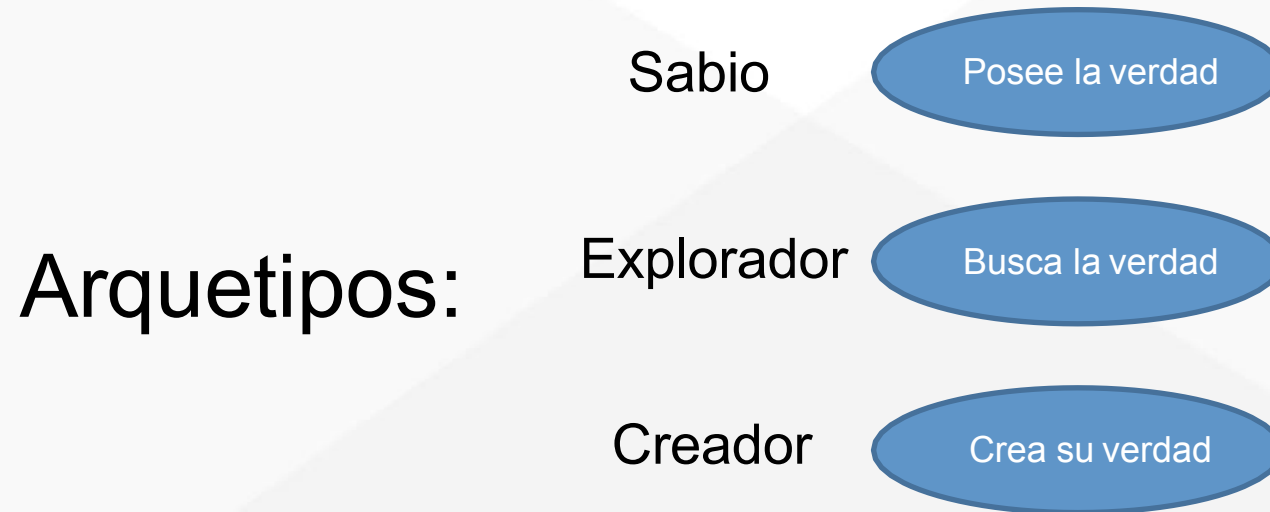 Arquetipos:
Sabio
Posee la verdad
Explorador
Busca la verdad
Creador
Crea su verdad